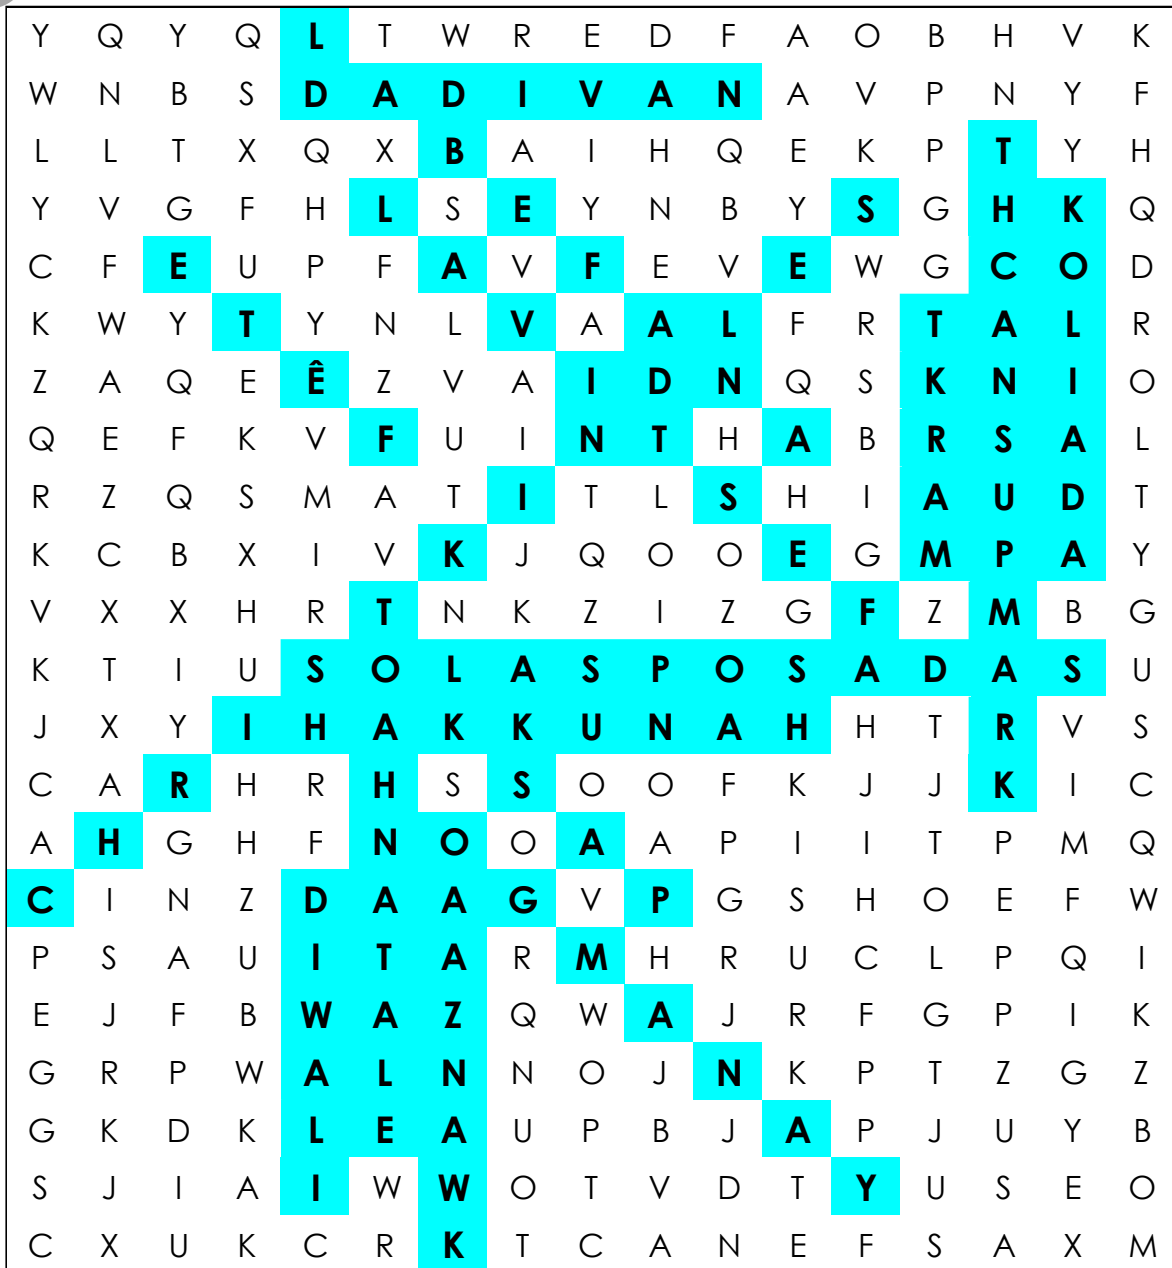 Y Q Y Q L T W R E D F A O B H V K
W N B S D A D I V A N A V P N Y F
L L T X Q X B A I H Q E K P T Y H
Y V G F H L S E Y N B Y S G H K Q
C F E U P F A V F E V E W G C O D
K W Y T Y N L V A A L F R T A L R
Z A Q E Ê Z V A I D N Q S K N I O
Q E F K V F U I N T H A B R S A L
R Z Q S M A T I T L S H I A U D T
K C B X I V K J Q O O E G M P A Y
V X X H R T N K Z I Z G F Z M B G
K T I U S O L A S P O S A D A S U
J X Y I H A K K U N A H H T R V S
C A R H R H S S O O F K J J K I C
A H G H F N O O A A P I I T P M Q
C I N Z D A A G V P G S H O E F W
P S A U I T A R M H R U C L P Q I
E J F B W A Z Q W A J R F G P I K
G R P W A L N N O J N K P T Z G Z
G K D K L E A U P B J A P J U Y B
S J I A I W W O T V D T Y U S E O
C X U K C R K T C A N E F S A X M